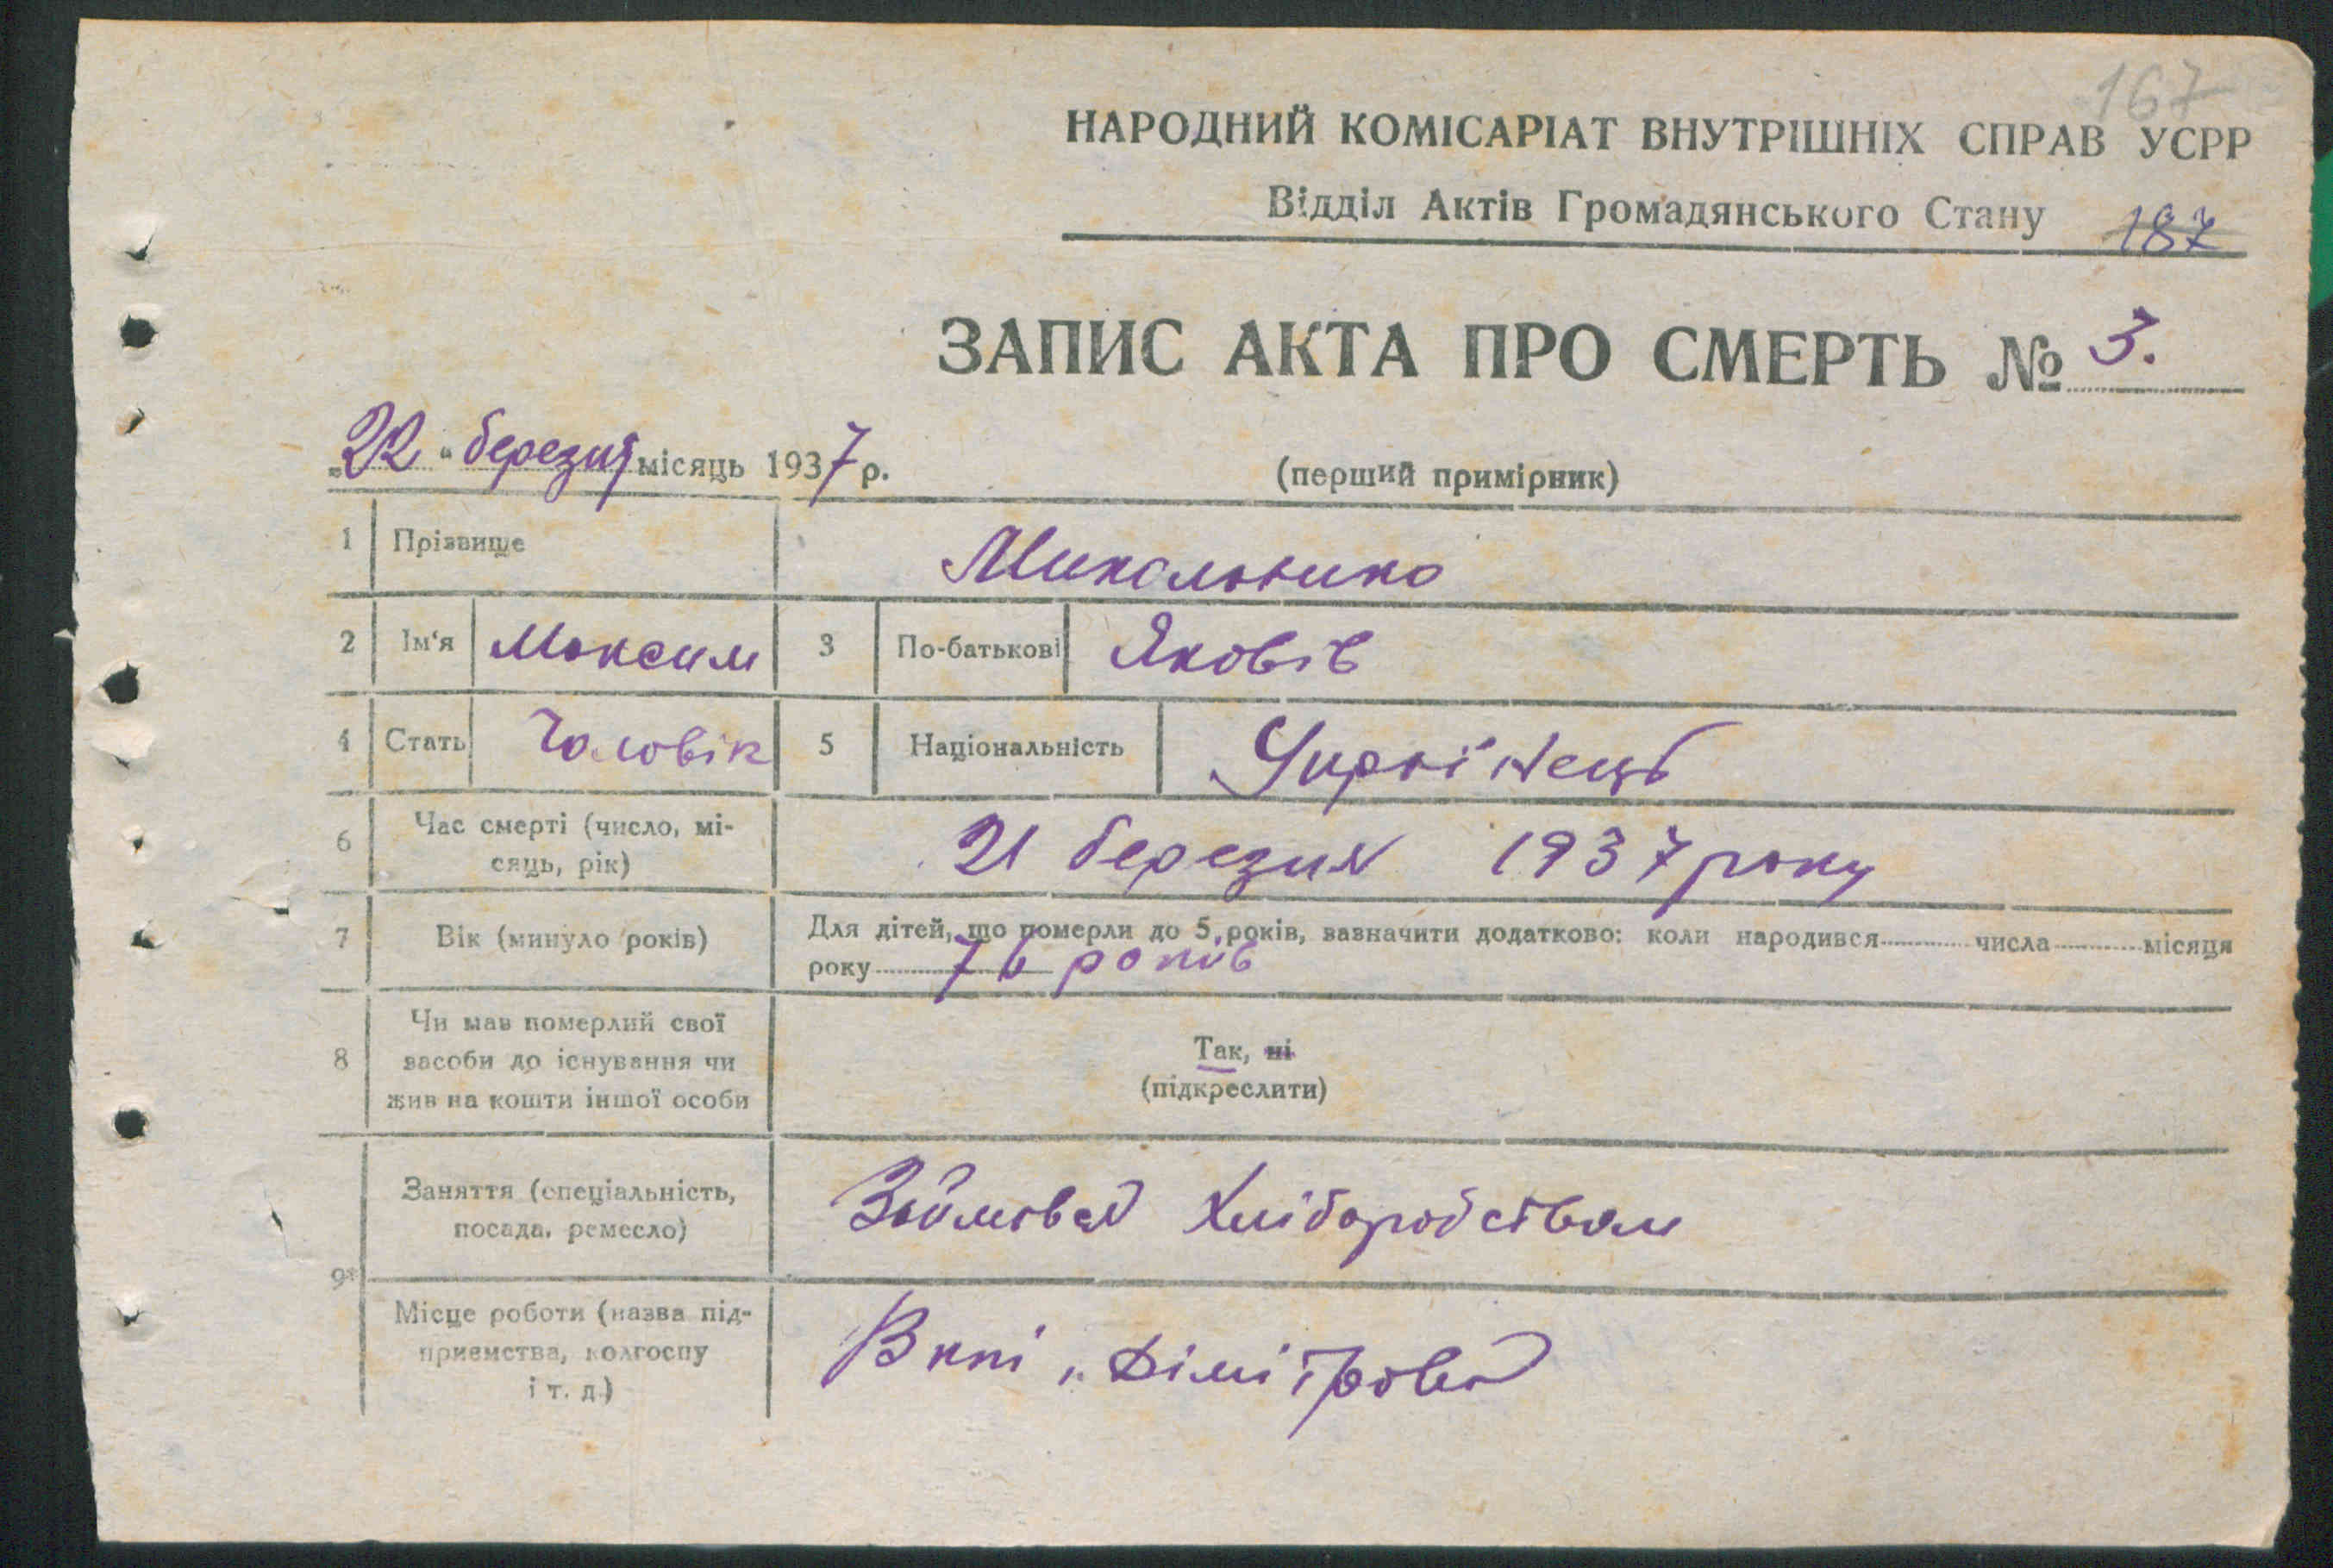 167
НАРОДНИЙ КОМІСАРІАТ ВНУТРІШНІХ СПРАВ УСРР
Відділ Актів Громадянського Стану 187
ЗАПИС АКТА ПРО СМЕРТЬ № 3.
„22“ березня місяць 1937 р.
(перший примірник)
1 Прізвище
2 Ім'я Максим 3 По-батькові Яковів
4 Стать Чоловік 5 Національність Українець
6 Час смерті (число, мі-
сяць, рік) 21 березня 1937 року
7 Вік (минуло років) Для дітей, що померли до 5 років, зазначити додатково: коли народився числа місяця
року 76 років
8 Чи мав померлий свої
засоби до існування чи
жив на кошти іншої особи
Так, ні
(підкреслити)
9 Заняття (спеціальність,
посада, ремесло) Займався Хліборобством
Місце роботи (назва під-
приємства, колгоспу
і т. д.) В кгі „Дімітрова